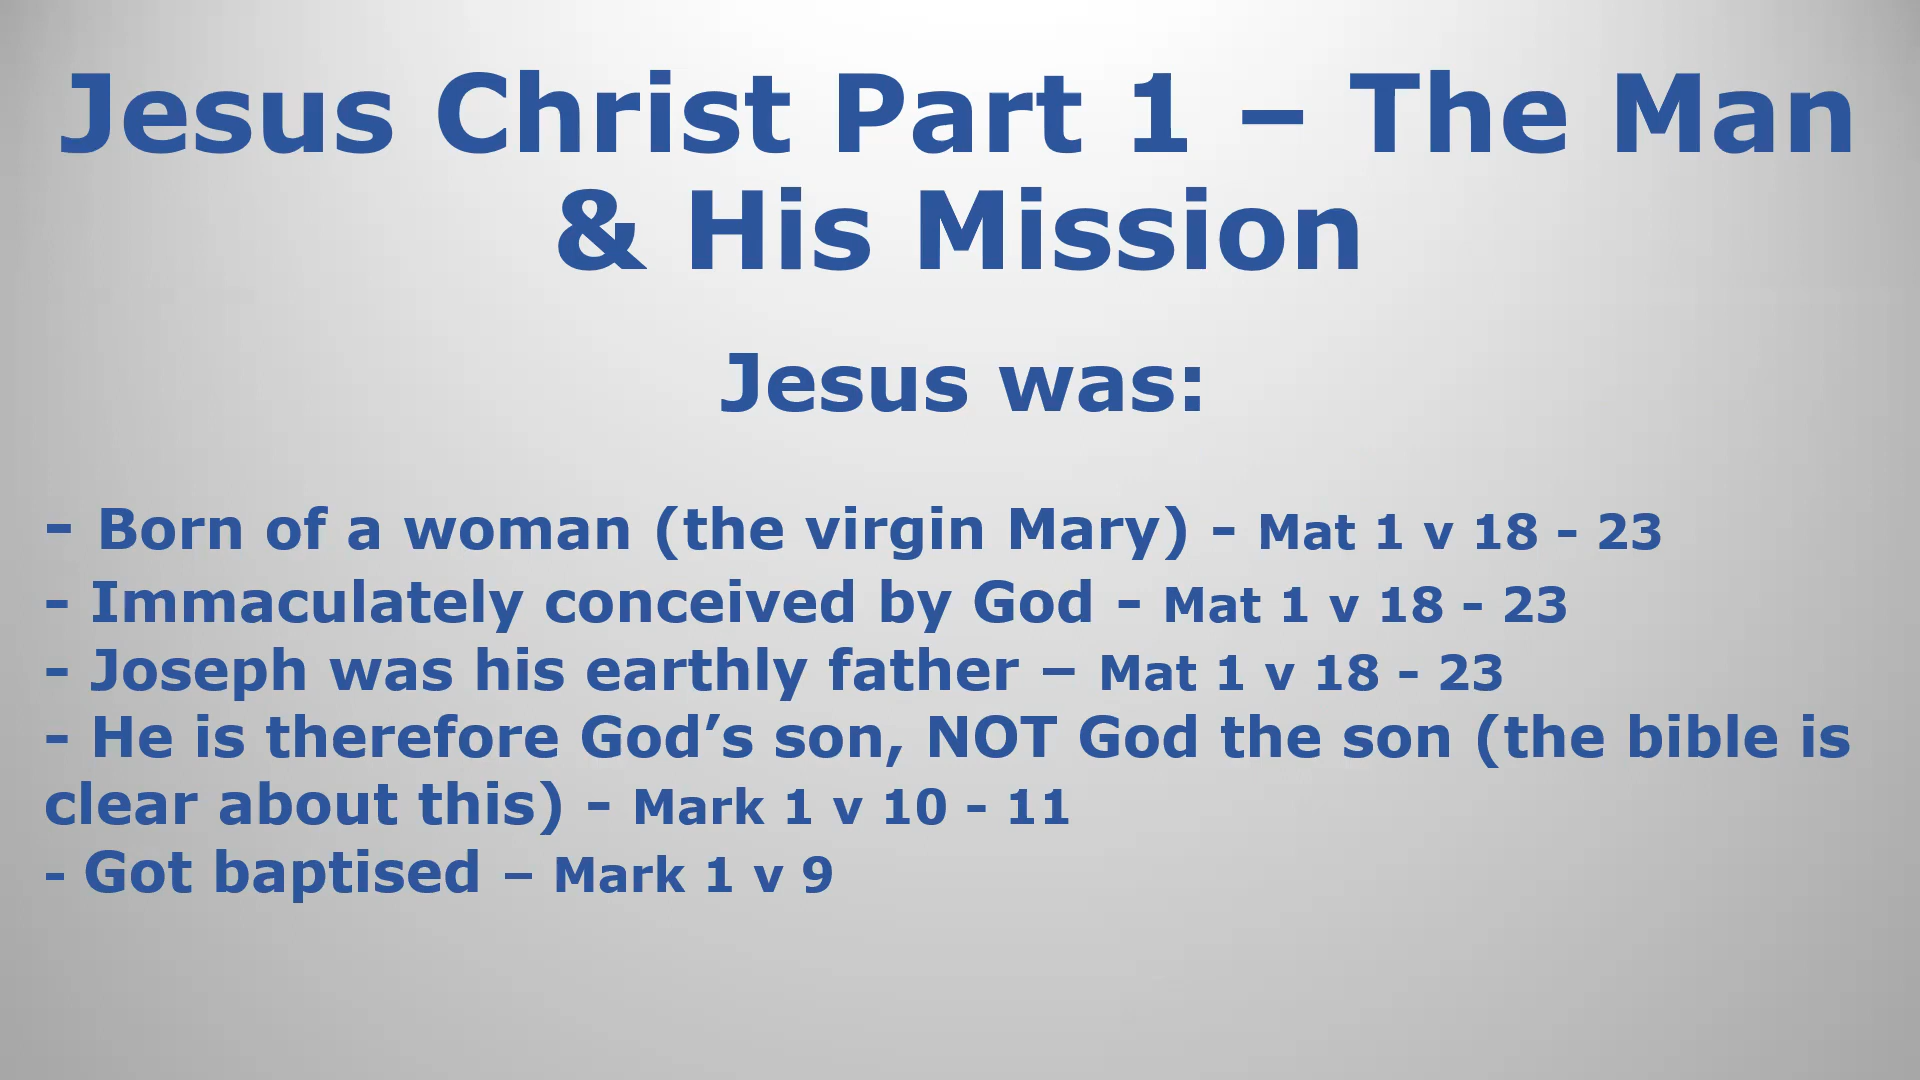 Jesus Christ Part 1 – The Man
& His Mission
Jesus was:
- Born of a woman (the virgin Mary) - Mat 1 v 18 - 23
- Immaculately conceived by God - Mat 1 v 18 - 23
- Joseph was his earthly father – Mat 1 v 18 - 23
- He is therefore God’s son, NOT God the son (the bible is
clear about this) - Mark 1 v 10 - 11
- Got baptised – Mark 1 v 9